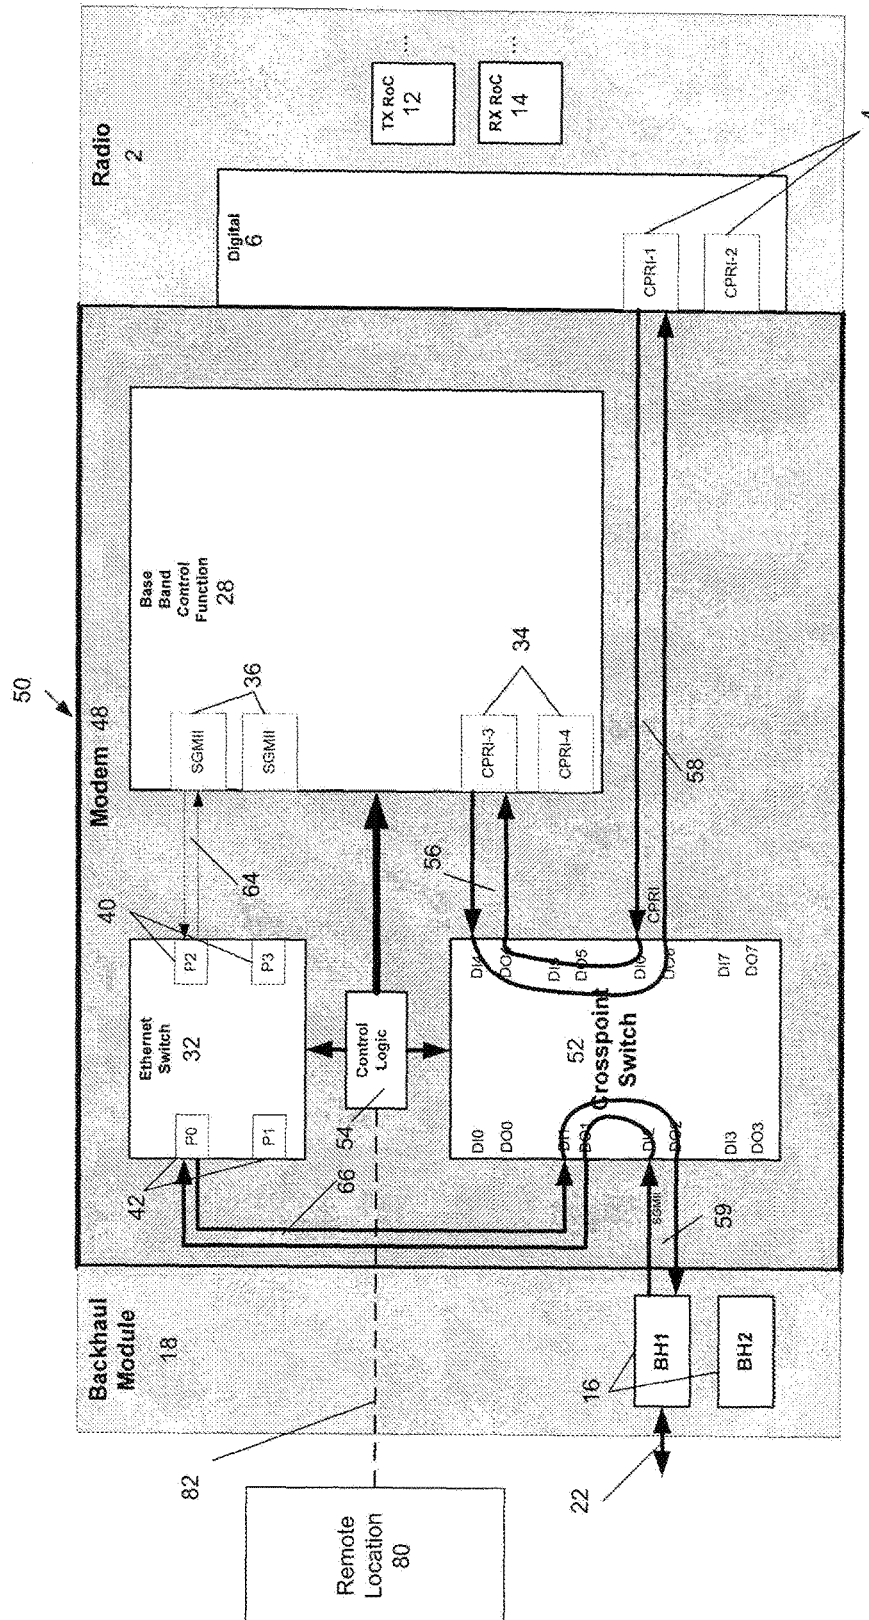 Radio
2
TX RoC
12
...
RX RoC
14
...
Digital
6
CPRI-1
CPRI-2
50
Modem 48
Base
Band
Control
Function
28
SGMII
SGMII
36
CPRI-3
CPRI-4
34
58
64
56
40
P2
P3
Ethernet
Switch
32
P0
P1
42
66
Control
Logic
54
CPRI
DI4
DI5
DO5
DI6
DO6
DI7
DO7
52
Crosspoint
Switch
DI0
DO0
DI1
DO1
DI2
DO2
DI3
DO3
SGMII
59
Backhaul
Module
18
16
BH1
BH2
22
82
Remote
Location
80